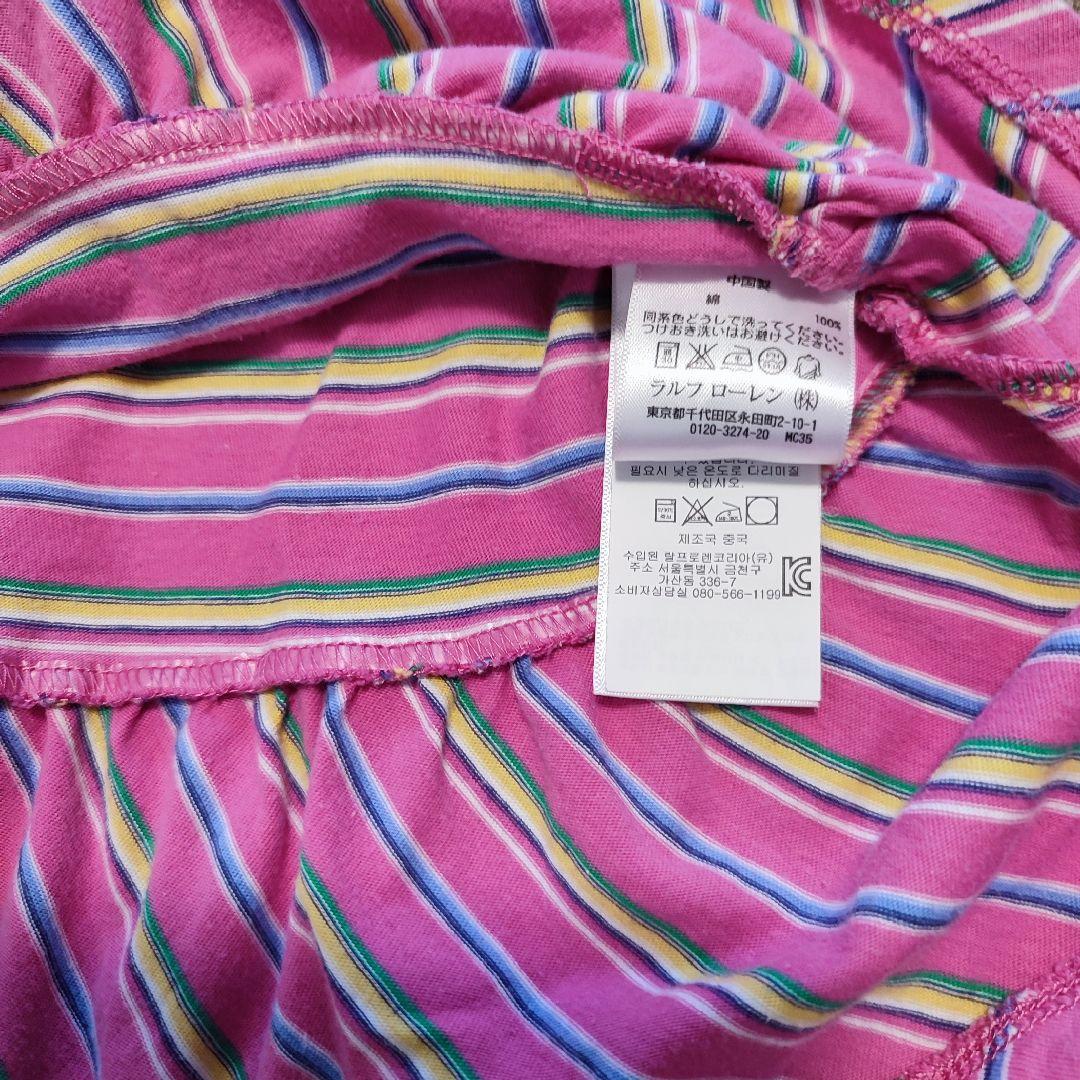 中国製
綿 100%
同系色どうしで洗ってください。
つけおき洗いはお避けください。
ラルフ ローレン (株)
東京都千代田区永田町2-10-1
0120-3274-20 MC35
필요시 낮은 온도로 다리미질
하십시오.
제조국 중국
수입원 랄프로렌코리아(유)
주소 서울특별시 금천구
가산동 336-7
소비자상담실 080-566-1199